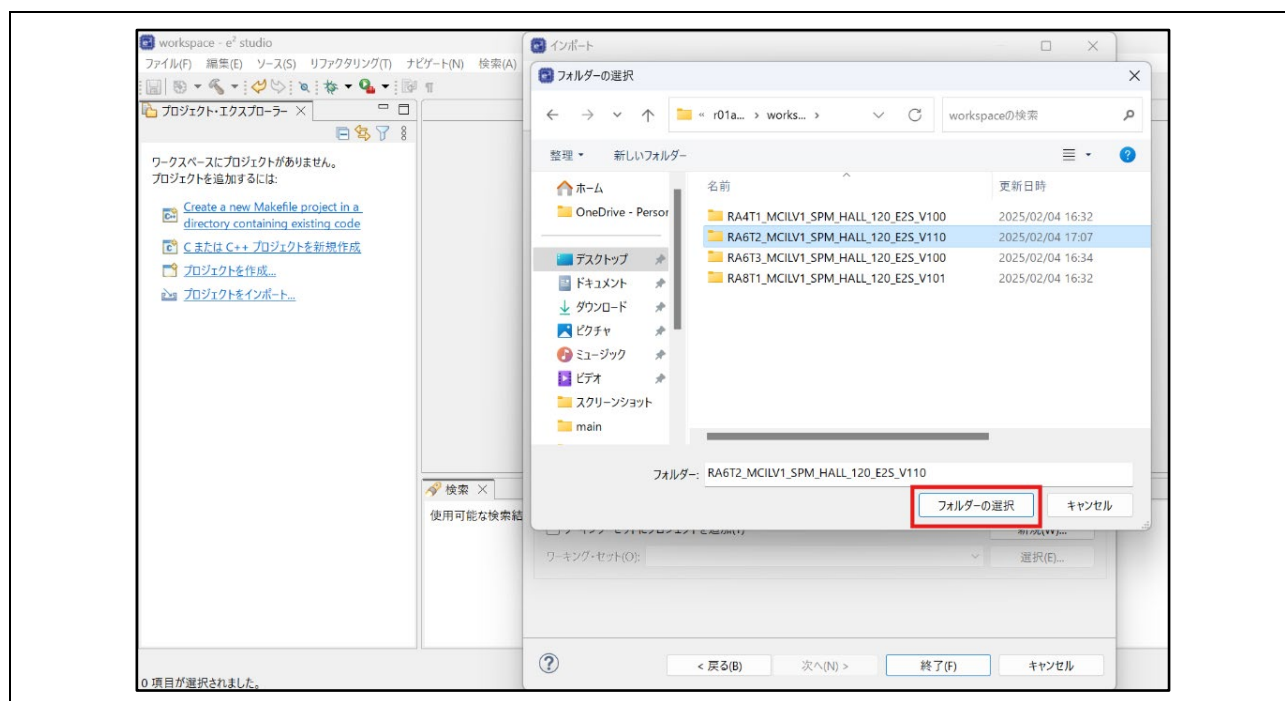 workspace - e² studio
ファイル(F) 編集(E) ソース(S) リファクタリング(T) ナビゲート(N) 検索(A)
プロジェクト・エクスプローラー
ワークスペースにプロジェクトがありません。
プロジェクトを追加するには:
Create a new Makefile project in a
directory containing existing code
C または C++ プロジェクトを新規作成
プロジェクトを作成...
プロジェクトをインポート...
0 項目が選択されました。
検索
使用可能な検索結
インポート
フォルダーの選択
« r01a... › works... ›
workspaceの検索
整理 新しいフォルダー
ホーム
OneDrive - Persor
デスクトップ
ドキュメント
ダウンロード
ピクチャ
ミュージック
ビデオ
スクリーンショット
main
名前 更新日時
RA4T1_MCILV1_SPM_HALL_120_E2S_V100 2025/02/04 16:32
RA6T2_MCILV1_SPM_HALL_120_E2S_V110 2025/02/04 17:07
RA6T3_MCILV1_SPM_HALL_120_E2S_V100 2025/02/04 16:34
RA8T1_MCILV1_SPM_HALL_120_E2S_V101 2025/02/04 16:32
フォルダー: RA6T2_MCILV1_SPM_HALL_120_E2S_V110
フォルダーの選択 キャンセル
ワーキング・セット(O): 選択(E)...
< 戻る(B) 次へ(N) > 終了(F) キャンセル